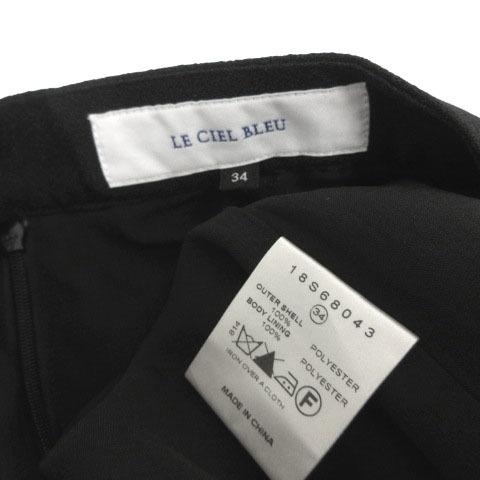 LE CIEL BLEU
34
18S68043
34
OUTER SHELL
100% POLYESTER
BODY LINING
100% POLYESTER
814
F
IRON OVER A CLOTH
MADE IN CHINA